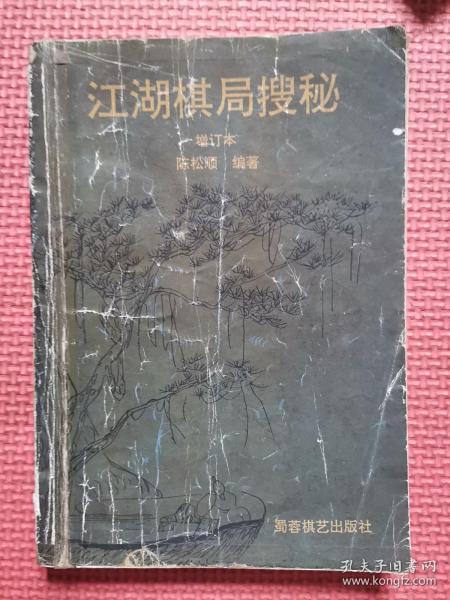 江湖棋局搜秘
增订本
陈松顺 编著
蜀蓉棋艺出版社
孔夫子旧书网
www.kongfz.com